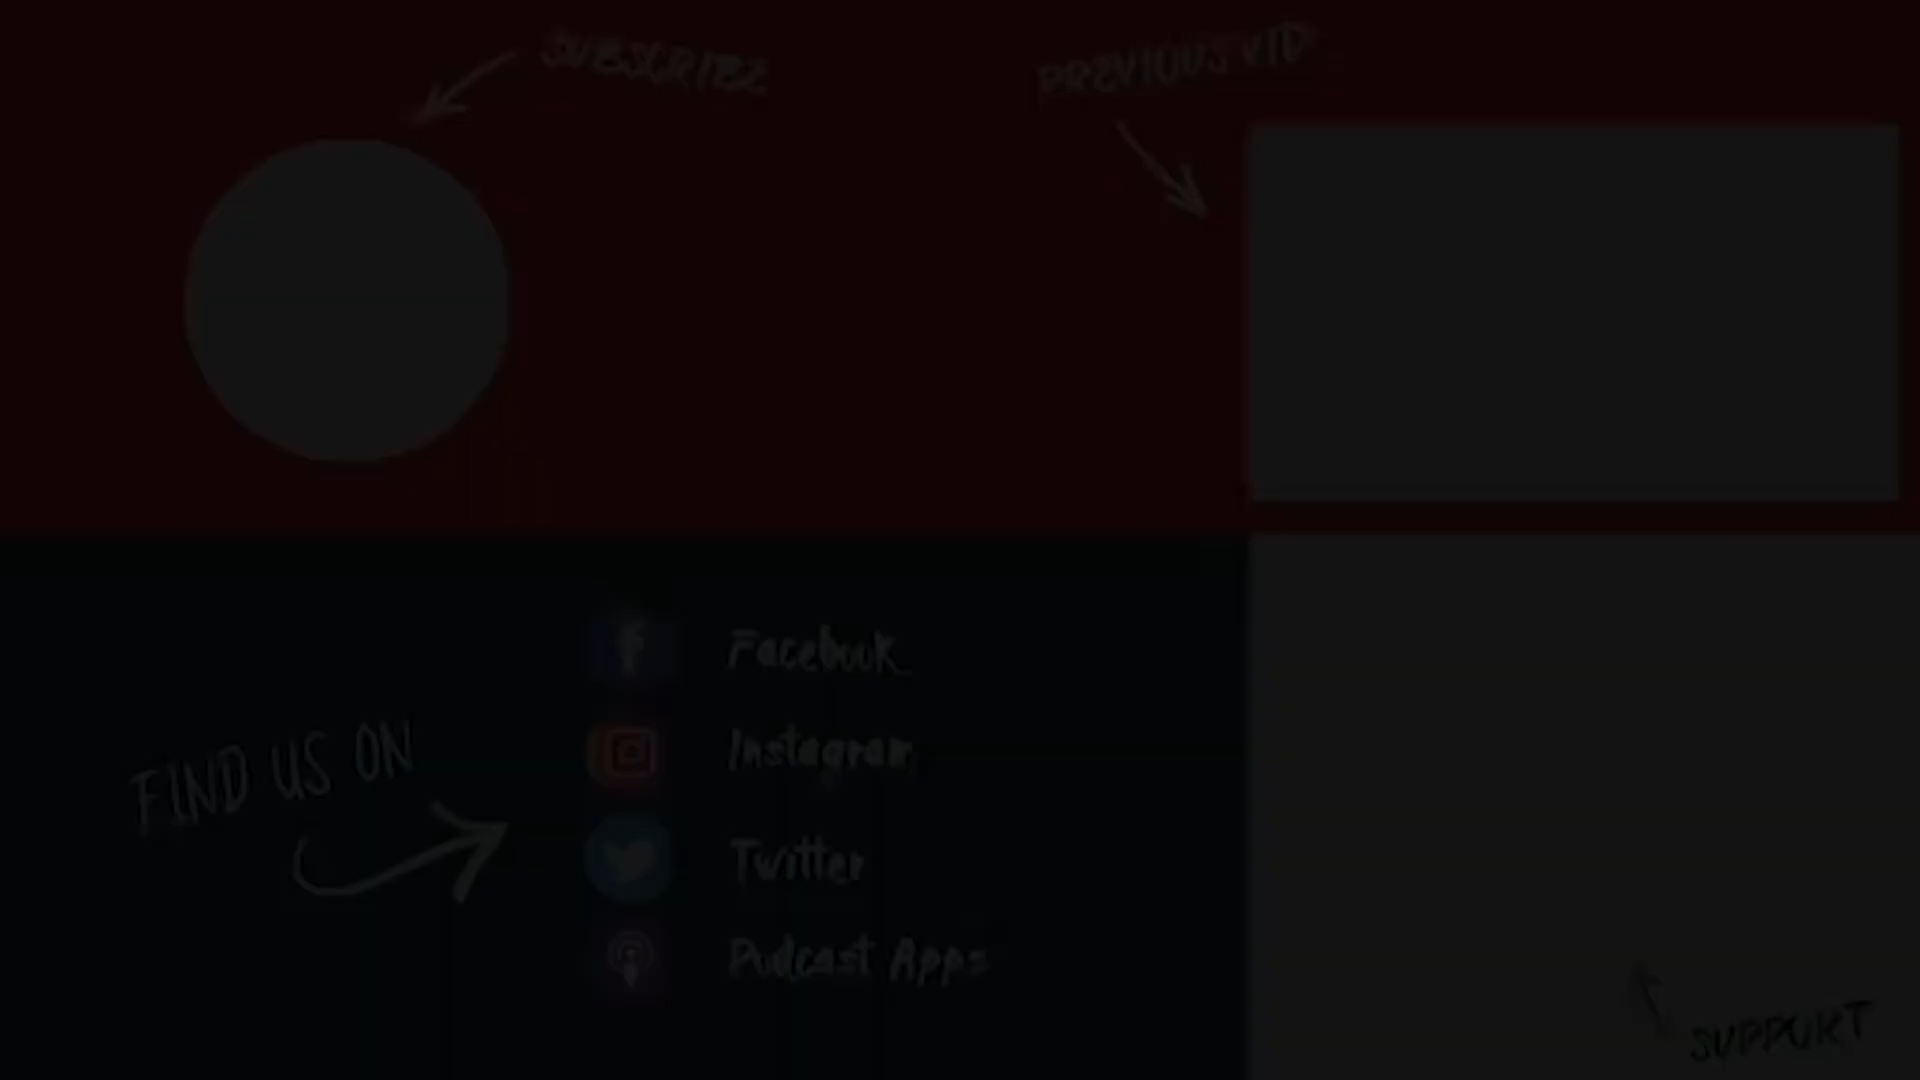 SUBSCRIBE
PREVIOUS VID
Facebook
Instagram
FIND US ON
Twitter
Podcast Apps
SUPPORT